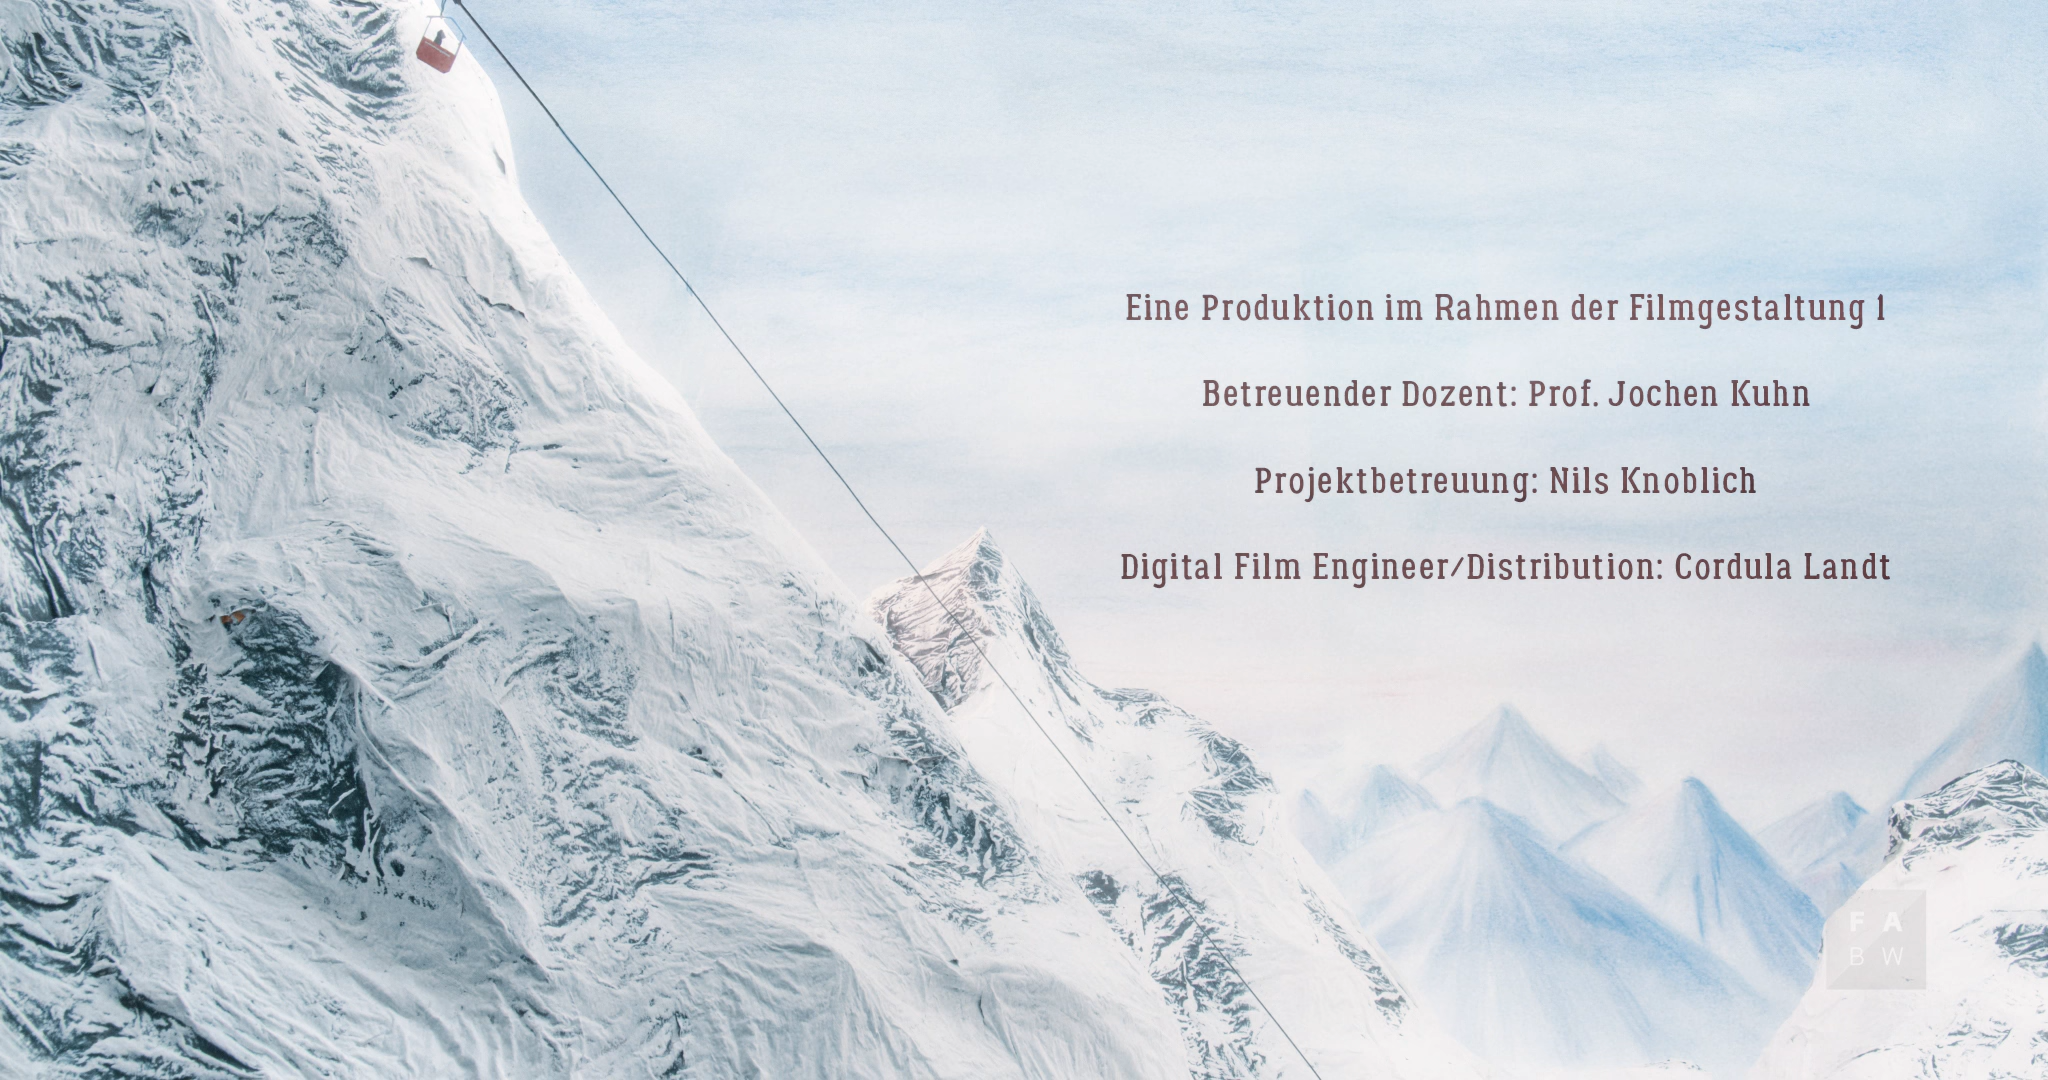 Eine Produktion im Rahmen der Filmgestaltung 1
Betreuender Dozent: Prof. Jochen Kuhn
Projektbetreuung: Nils Knoblich
Digital Film Engineer/Distribution: Cordula Landt
F A
B W